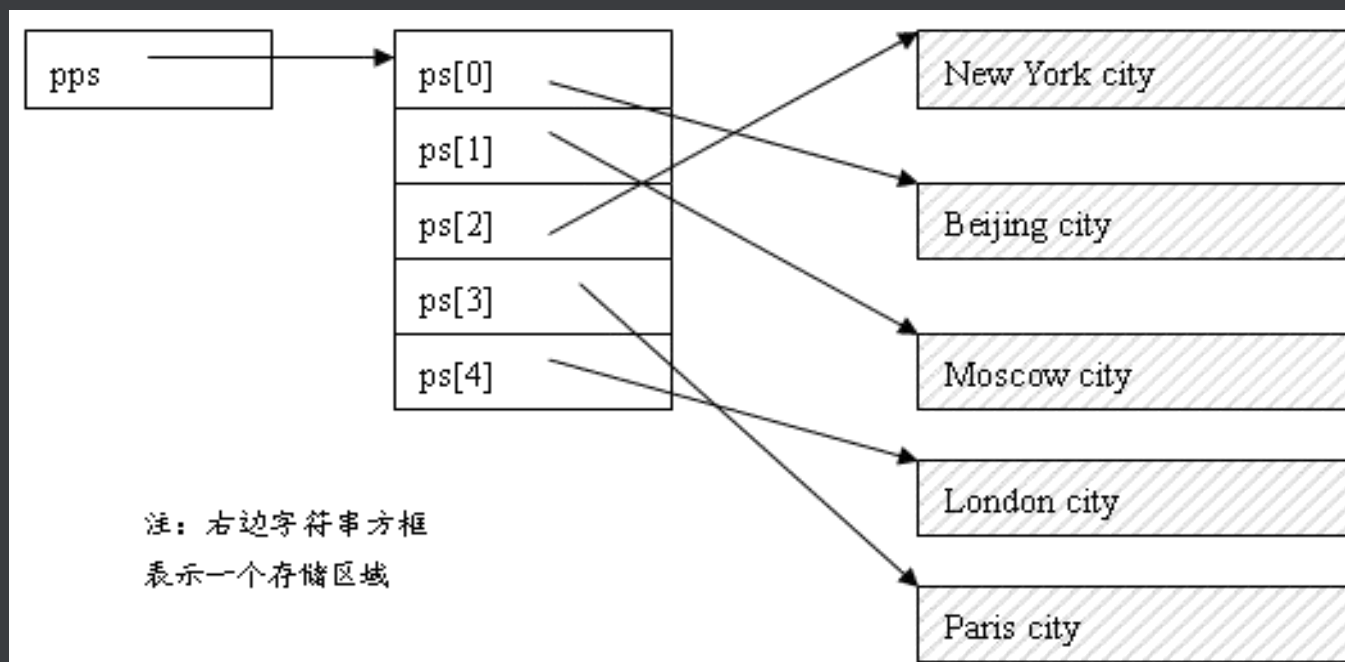 pps
ps[0]
ps[1]
ps[2]
ps[3]
ps[4]
New York city
Beijing city
Moscow city
London city
Paris city
注：右边字符串方框
表示一个存储区域